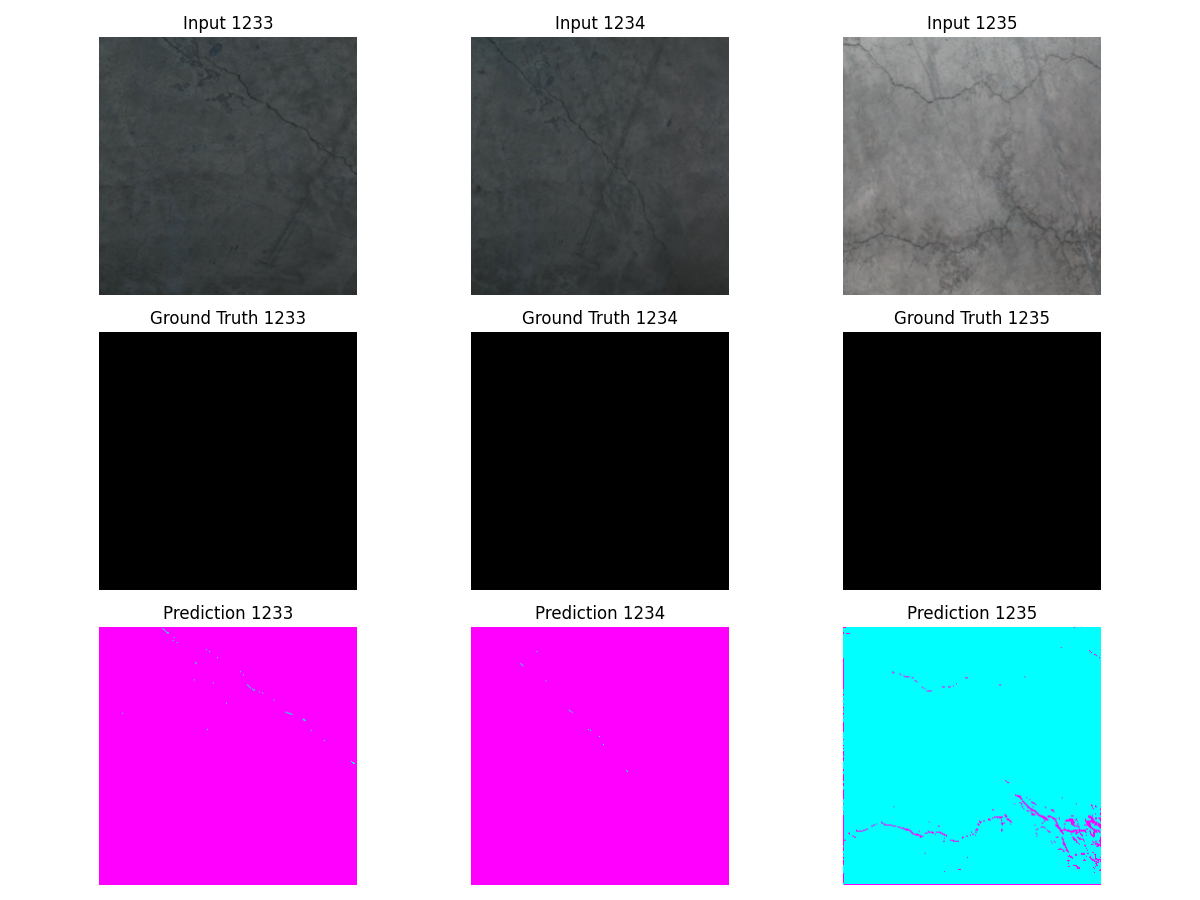 Input 1233
Input 1234
Input 1235
Ground Truth 1233
Ground Truth 1234
Ground Truth 1235
Prediction 1233
Prediction 1234
Prediction 1235